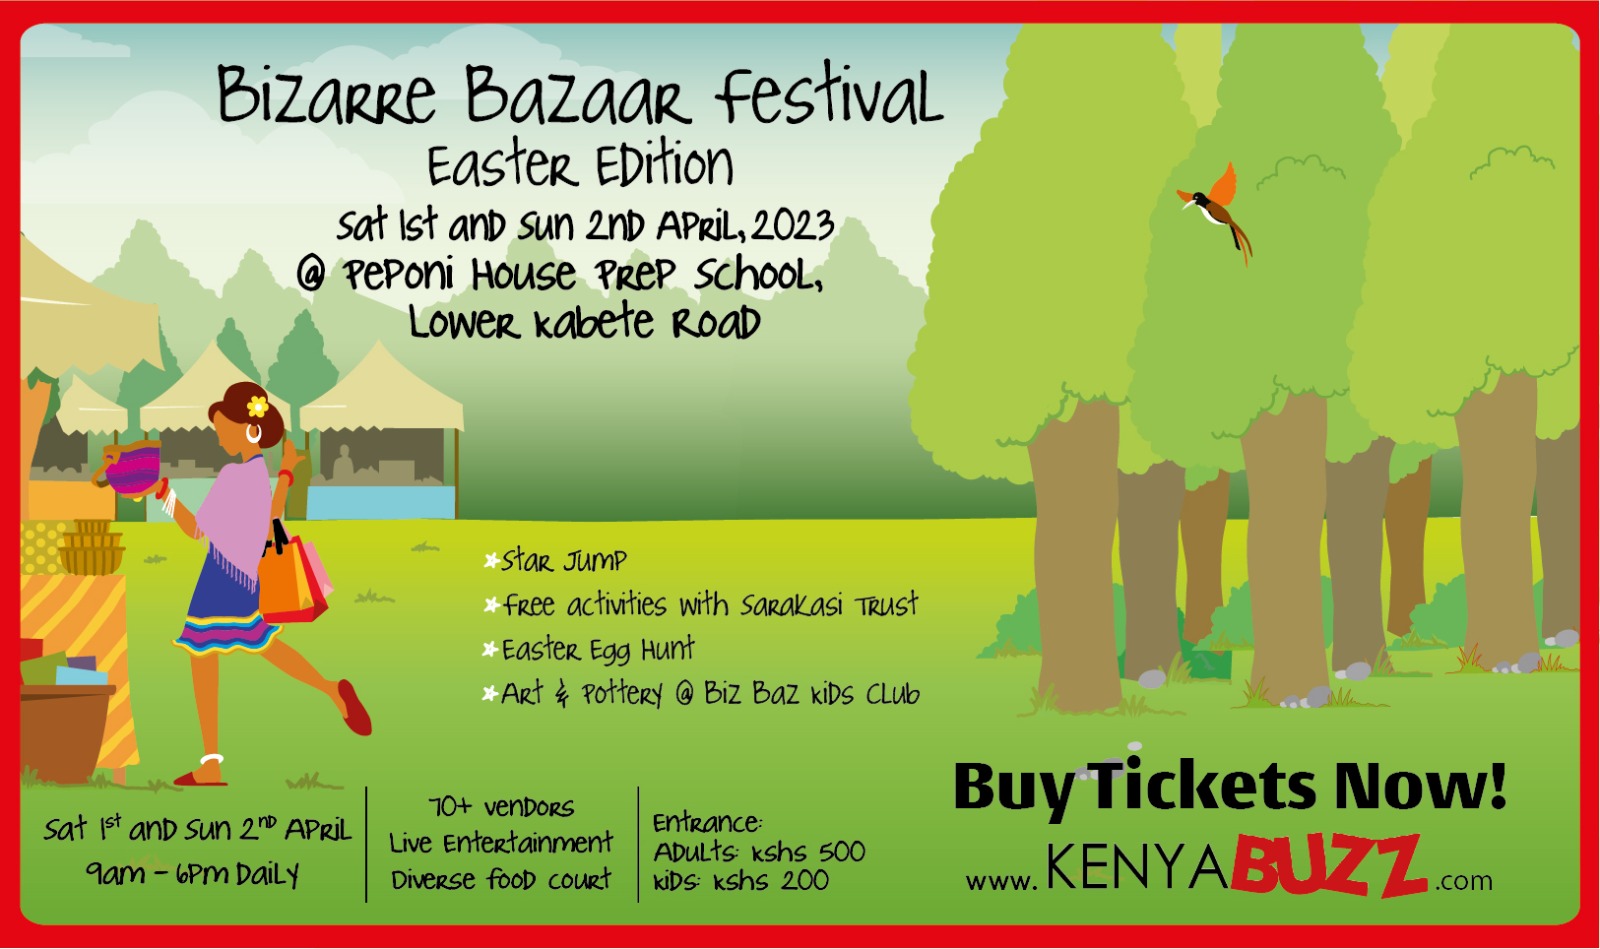 Bizarre Bazaar Festival
Easter Edition
Sat 1st and Sun 2nd April, 2023
@ Peponi House Prep School,
Lower Kabete Road
Star Jump
Free activities with Sarakasi Trust
Easter Egg Hunt
Art & Pottery @ Biz Baz Kids Club
Sat 1st and Sun 2nd April
9am - 6pm Daily
70+ vendors
Live Entertainment
Diverse food court
Entrance:
Adults: kshs 500
kids: kshs 200
Buy Tickets Now!
www.KENYABUZZ.com